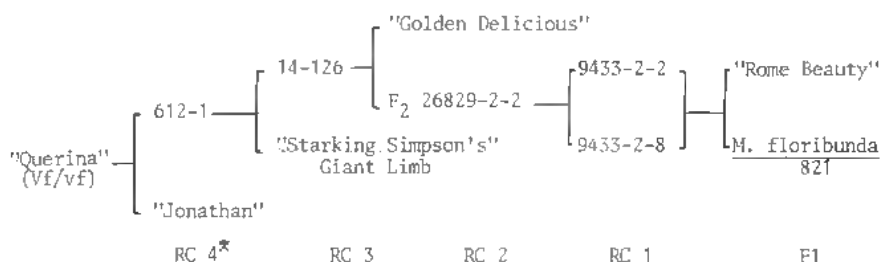 "Golden Delicious"
14-126
9433-2-2
"Rome Beauty"
612-1
F2 26829-2-2
"Querina"
(Vf/vf)
"Starking Simpson's"
Giant Limb
9433-2-8
M. floribunda
821
"Jonathan"
RC 4* RC 3 RC 2 RC 1 F1